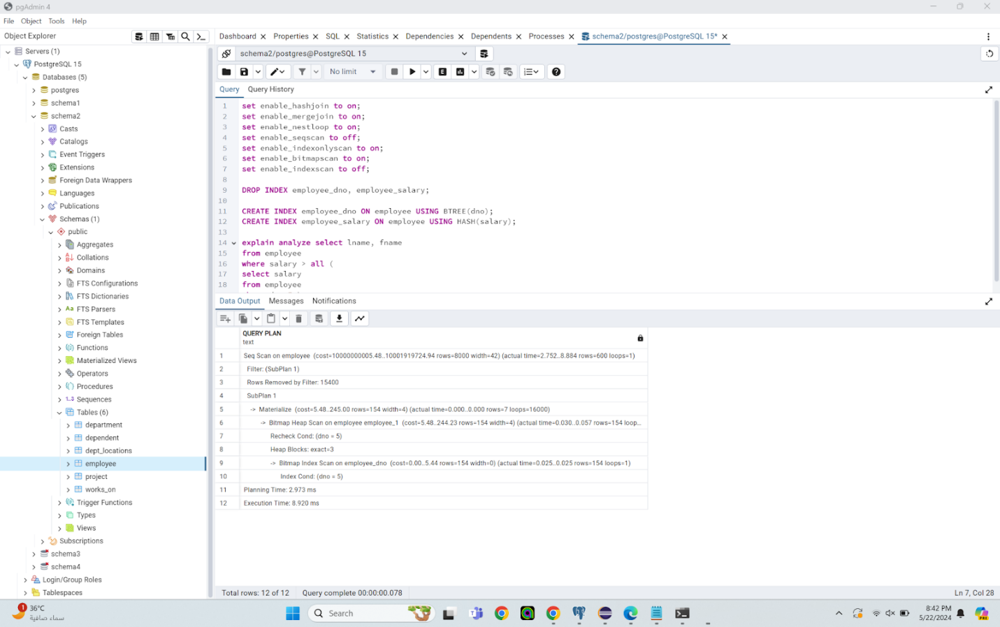 pgAdmin 4
File Object Tools Help
Object Explorer
Dashboard Properties SQL Statistics Dependencies Dependents Processes schema2/postgres@PostgreSQL 15*
Servers (1)
PostgreSQL 15
Databases (5)
postgres
schema1
schema2
Casts
Catalogs
Event Triggers
Extensions
Foreign Data Wrappers
Languages
Publications
Schemas (1)
public
Aggregates
Collations
Domains
FTS Configurations
FTS Dictionaries
Aa FTS Parsers
FTS Templates
Foreign Tables
Functions
Materialized Views
Operators
Procedures
1..3 Sequences
Tables (6)
department
dependent
dept_locations
employee
project
works_on
Trigger Functions
Types
Views
Subscriptions
schema3
schema4
Login/Group Roles
Tablespaces
schema2/postgres@PostgreSQL 15
No limit
E
Query Query History
1 set enable_hashjoin to on;
2 set enable_mergejoin to on;
3 set enable_nestloop to on;
4 set enable_seqscan to off;
5 set enable_indexonlyscan to on;
6 set enable_bitmapscan to on;
7 set enable_indexscan to off;
8
9 DROP INDEX employee_dno, employee_salary;
10
11 CREATE INDEX employee_dno ON employee USING BTREE(dno);
12 CREATE INDEX employee_salary ON employee USING HASH(salary);
13
14 explain analyze select lname, fname
15 from employee
16 where salary > all (
17 select salary
18 from employee
Data Output Messages Notifications
QUERY PLAN
text
1 Seq Scan on employee (cost=10000000005.48..10001919724.94 rows=8000 width=42) (actual time=2.752..8.884 rows=600 loops=1)
2 Filter: (SubPlan 1)
3 Rows Removed by Filter: 15400
4 SubPlan 1
5 -> Materialize (cost=5.48..245.00 rows=154 width=4) (actual time=0.000..0.000 rows=7 loops=16000)
6 -> Bitmap Heap Scan on employee employee_1 (cost=5.48..244.23 rows=154 width=4) (actual time=0.030..0.057 rows=154 loop...
7 Recheck Cond: (dno = 5)
8 Heap Blocks: exact=3
9 -> Bitmap Index Scan on employee_dno (cost=0.00..5.44 rows=154 width=0) (actual time=0.025..0.025 rows=154 loops=1)
10 Index Cond: (dno = 5)
11 Planning Time: 2.973 ms
12 Execution Time: 8.920 ms
Total rows: 12 of 12 Query complete 00:00:00.078 Ln 7, Col 28
1
36°C
سماء صافية
Search
8:42 PM
5/22/2024
PRE